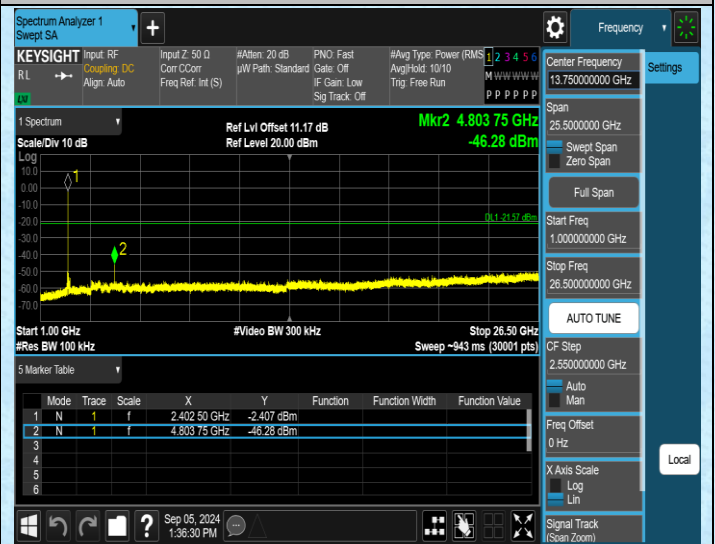 Spectrum Analyzer 1
Swept SA
+
Frequency
KEYSIGHT
RL
Input: RF
Coupling: DC
Align: Auto
Input Z: 50 Ω
Corr CCorr
Freq Ref: Int (S)
#Atten: 20 dB
µW Path: Standard
PNO: Fast
Gate: Off
IF Gain: Low
Sig Track: Off
#Avg Type: Power (RMS)
Avg|Hold: 10/10
Trig: Free Run
1 2 3 4 5 6
M W W W W W
P P P P P P
1 Spectrum
Scale/Div 10 dB
Ref Lvl Offset 11.17 dB
Ref Level 20.00 dBm
Mkr2 4.803 75 GHz
-46.28 dBm
Log
10.0
0.00
-10.0
-20.0
-30.0
-40.0
-50.0
-60.0
-70.0
1
2
DL1 -21.57 dBm
Start 1.00 GHz
#Res BW 100 kHz
#Video BW 300 kHz
Stop 26.50 GHz
Sweep ~943 ms (30001 pts)
5 Marker Table
Mode Trace Scale X Y Function Function Width Function Value
1 N 1 f 2.402 50 GHz -2.407 dBm
2 N 1 f 4.803 75 GHz -46.28 dBm
3
4
5
6
Sep 05, 2024
1:36:30 PM
?
Center Frequency
13.750000000 GHz
Settings
Span
25.5000000 GHz
Swept Span
Zero Span
Full Span
Start Freq
1.000000000 GHz
Stop Freq
26.500000000 GHz
AUTO TUNE
CF Step
2.550000000 GHz
Auto
Man
Freq Offset
0 Hz
X Axis Scale
Log
Lin
Signal Track
(Span Zoom)
Local